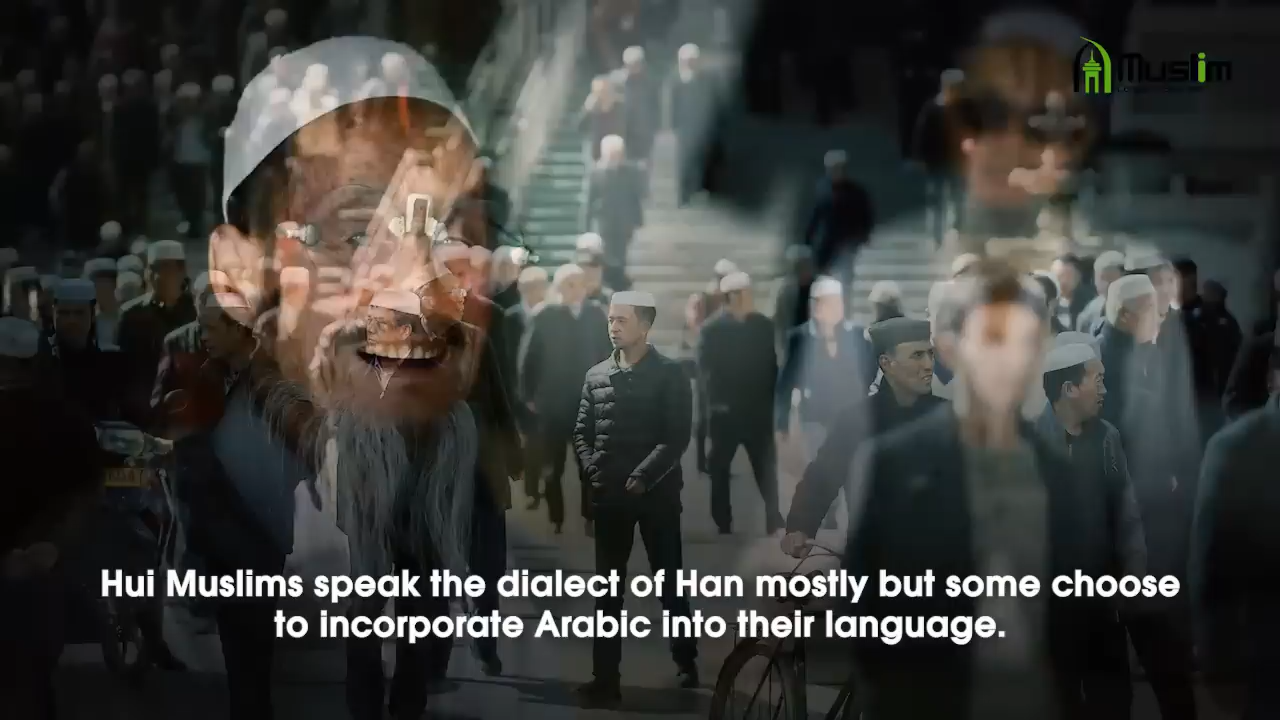 Muslim
Hui Muslims speak the dialect of Han mostly but some choose
to incorporate Arabic into their language.